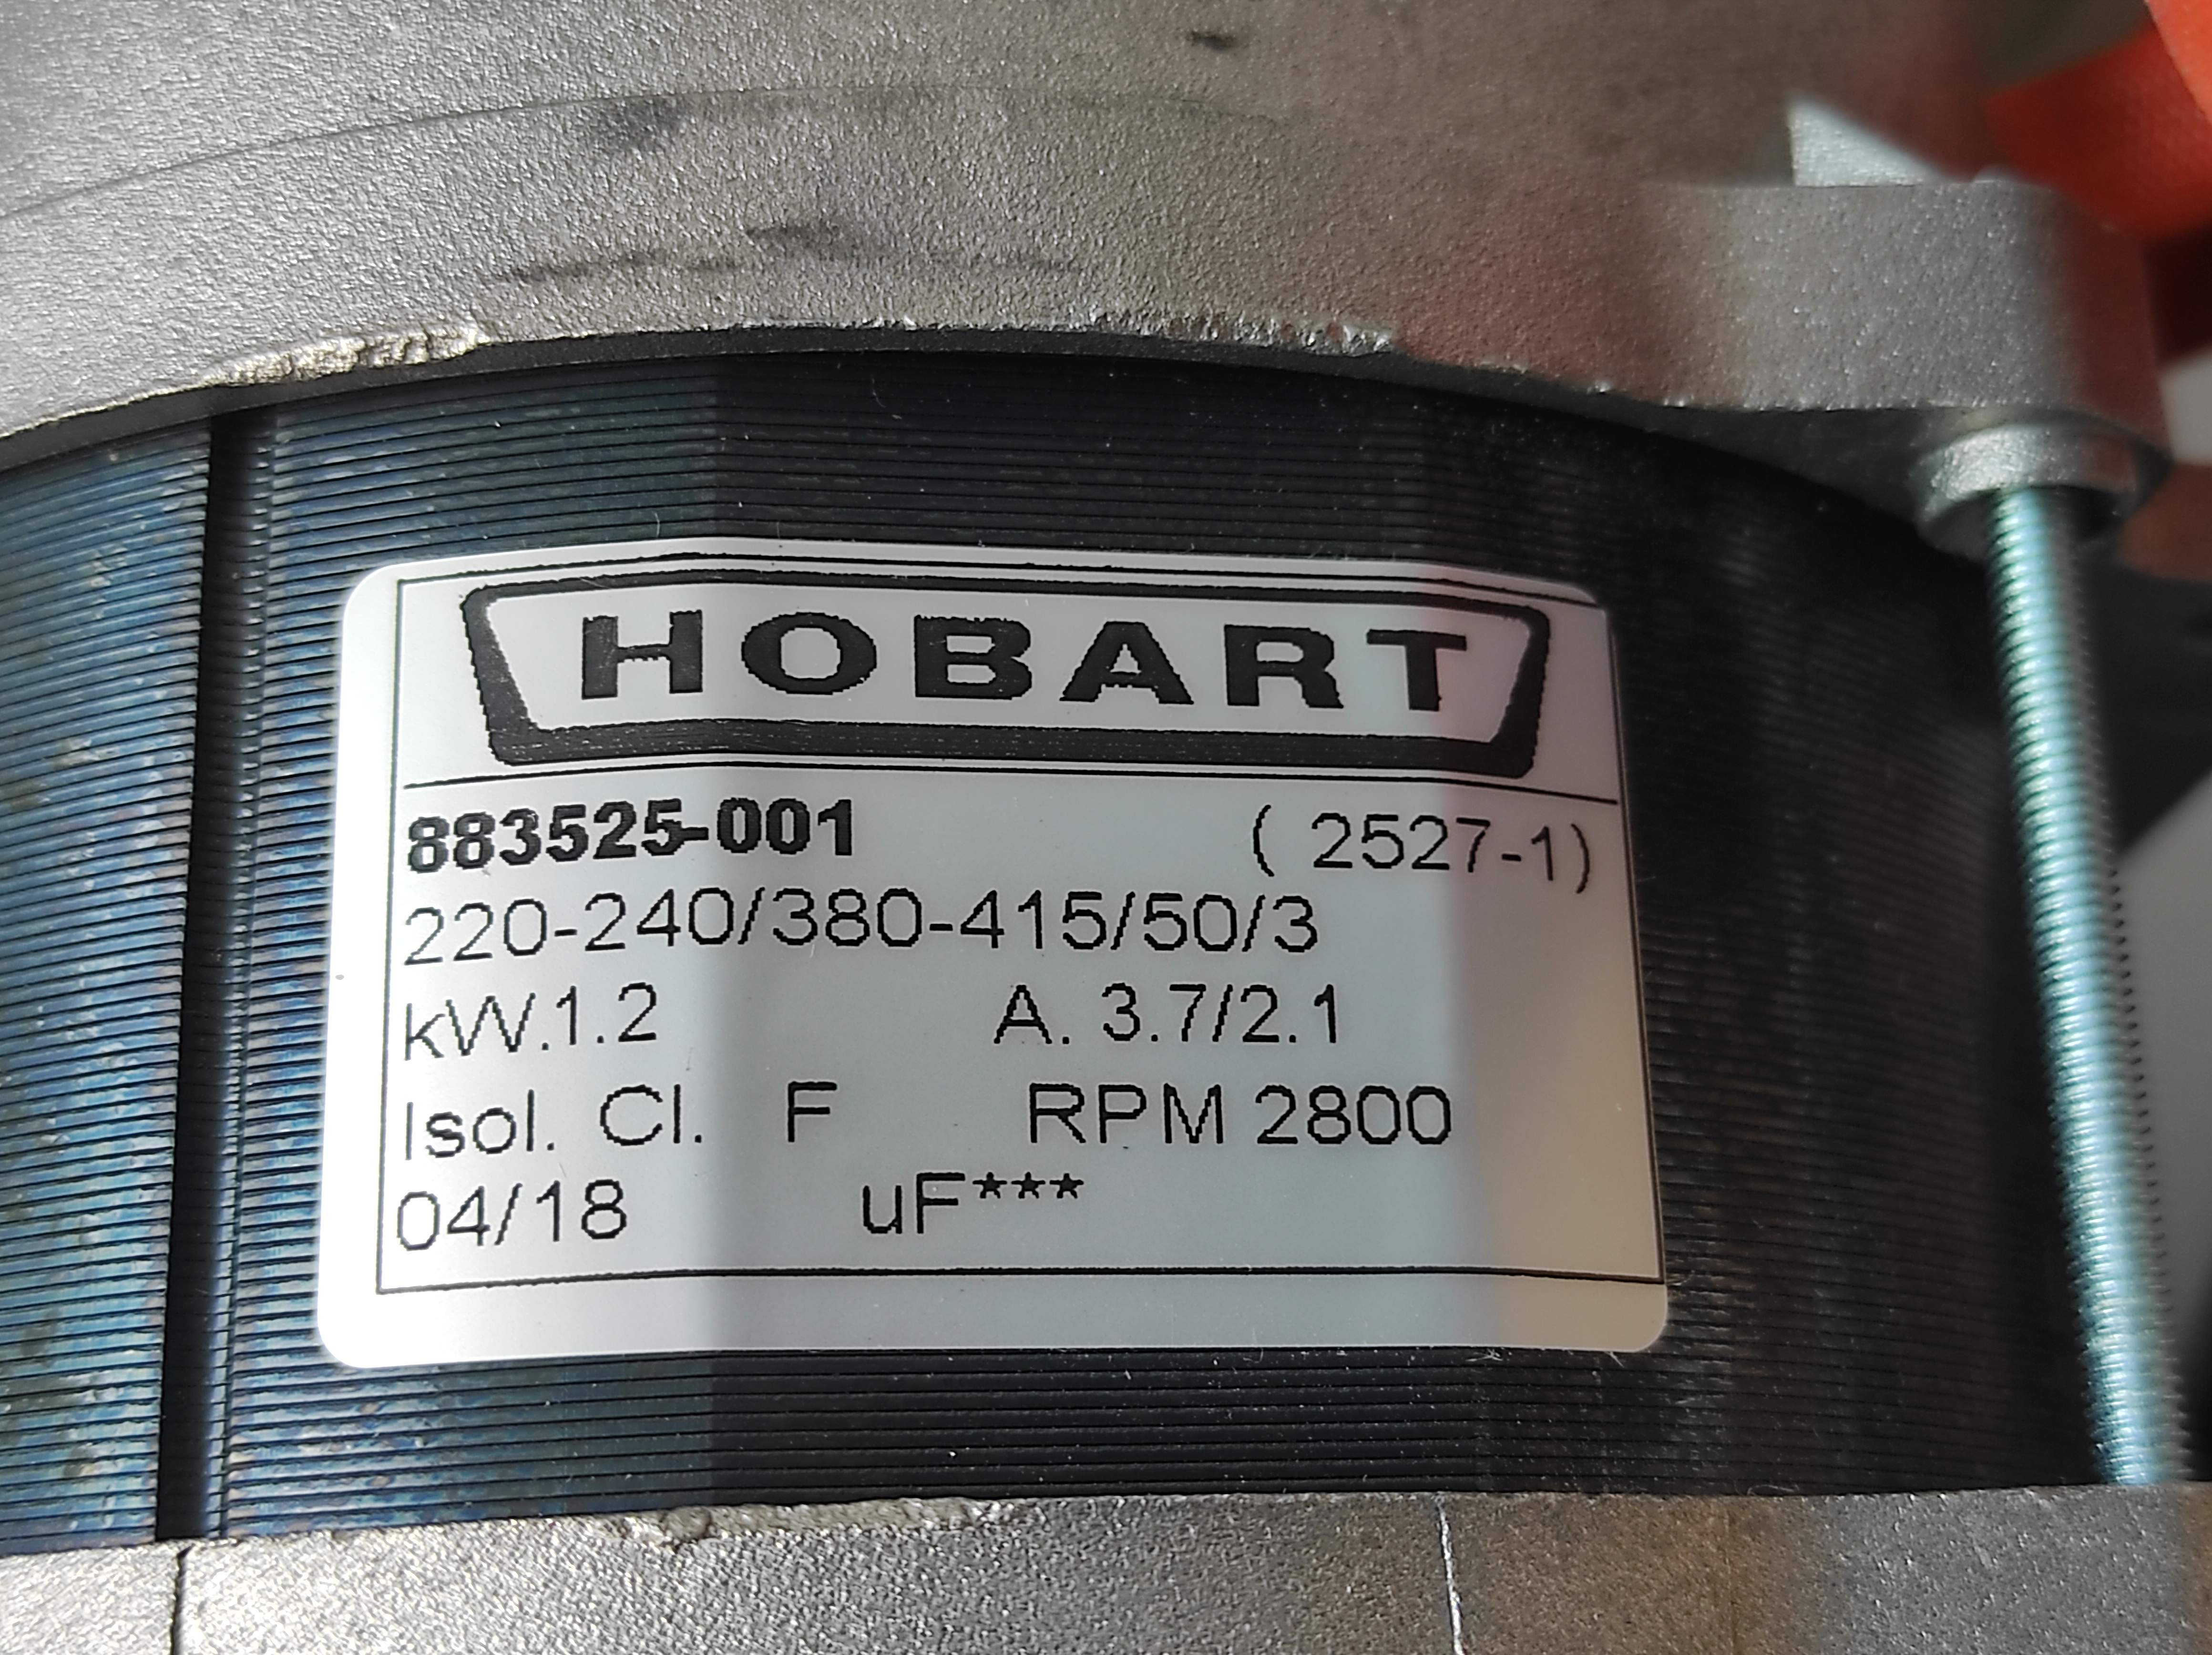 HOBART
883525-001 ( 2527-1)
220-240/380-415/50/3
kW.1.2 A. 3.7/2.1
Isol. Cl. F RPM 2800
04/18 uF***